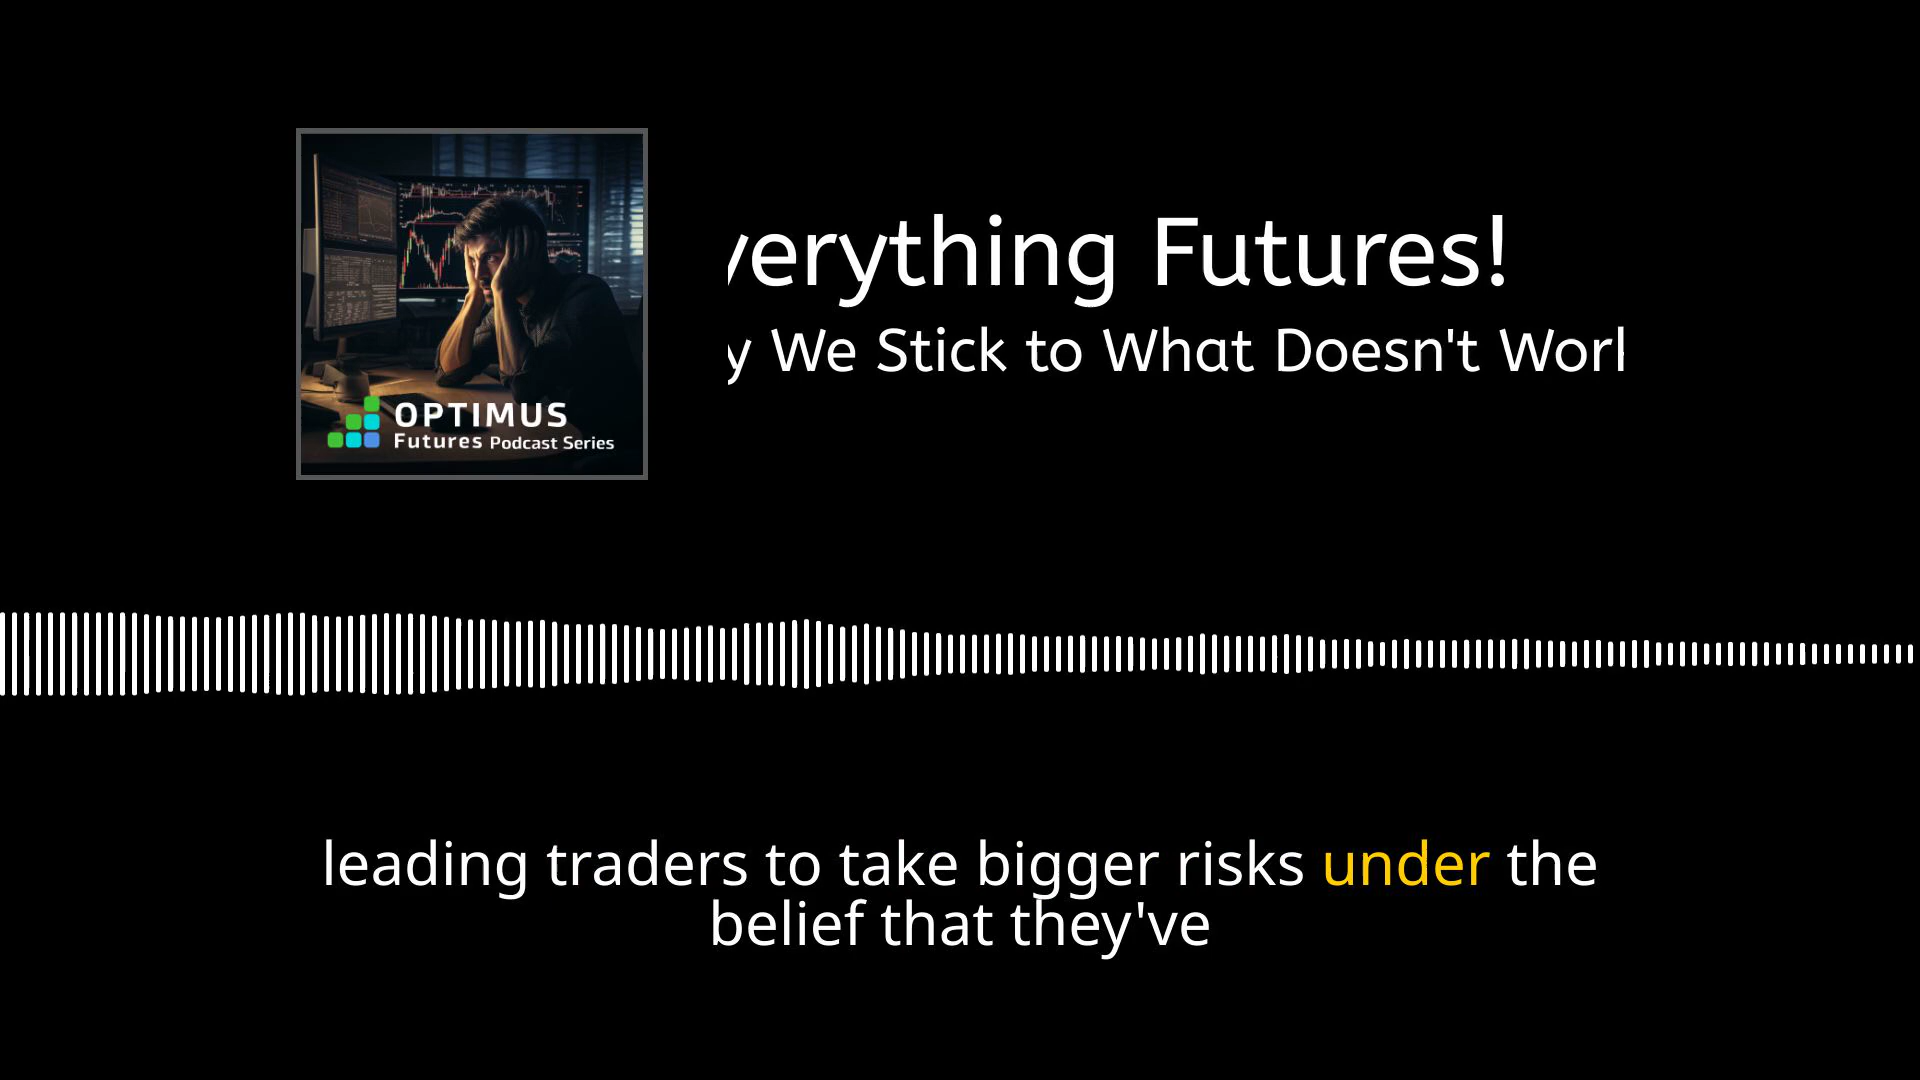 verything Futures!
y We Stick to What Doesn't Work
OPTIMUS
Futures Podcast Series
leading traders to take bigger risks under the
belief that they've